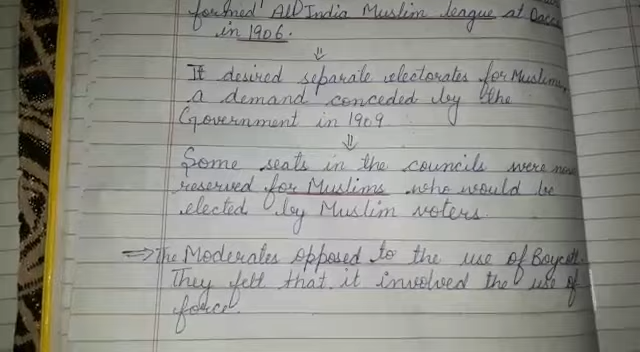 formed All India Muslim league at Dacca
in 1906.
⇓
It desired separate electorates for Muslims,
a demand conceded by the
Government in 1909
⇓
Some seats in the councils were now
reserved for Muslims who would be
elected by Muslim voters.
⇒ The Moderates opposed to the use of Boycott.
They felt that it involved the use of
force.